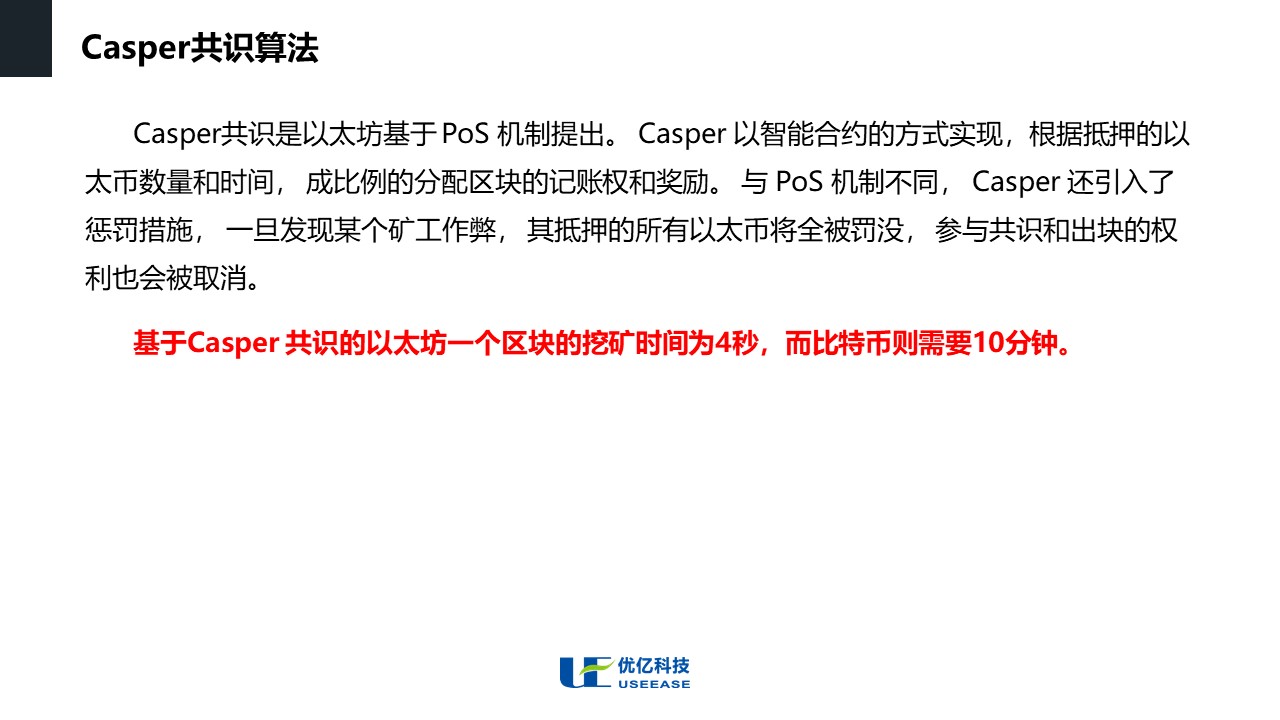 Casper共识算法
Casper共识是以太坊基于 PoS 机制提出。 Casper 以智能合约的方式实现，根据抵押的以
太币数量和时间， 成比例的分配区块的记账权和奖励。 与 PoS 机制不同， Casper 还引入了
惩罚措施， 一旦发现某个矿工作弊， 其抵押的所有以太币将全被罚没， 参与共识和出块的权
利也会被取消。
基于Casper 共识的以太坊一个区块的挖矿时间为4秒，而比特币则需要10分钟。
UE 优亿科技
USEEASE